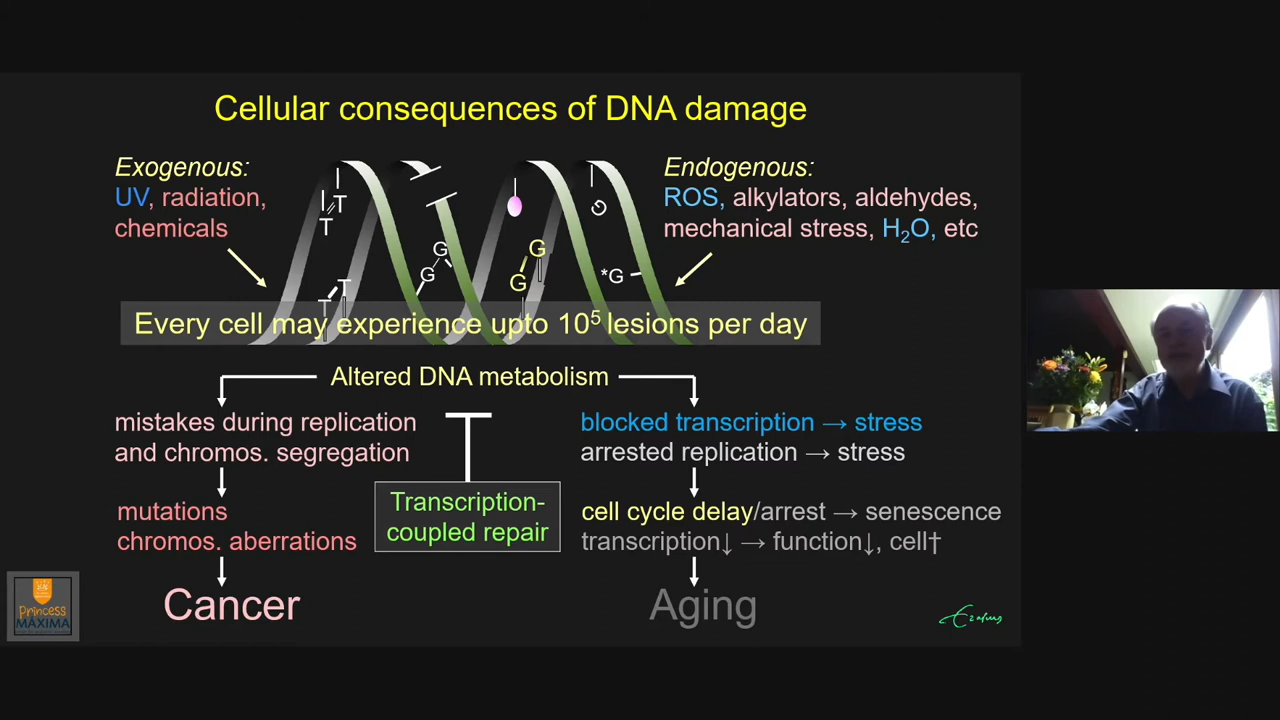 Cellular consequences of DNA damage
Exogenous:
UV, radiation,
chemicals
Endogenous:
ROS, alkylators, aldehydes,
mechanical stress, H₂O, etc
T
T
T
T
G
G
G
G
*G
Every cell may experience upto 10⁵ lesions per day
Altered DNA metabolism
mistakes during replication
and chromos. segregation
blocked transcription → stress
arrested replication → stress
Transcription-
coupled repair
mutations
chromos. aberrations
cell cycle delay/arrest → senescence
transcription↓ → function↓, cell†
Cancer
Aging
Princess
MÁXIMA
Erasmus